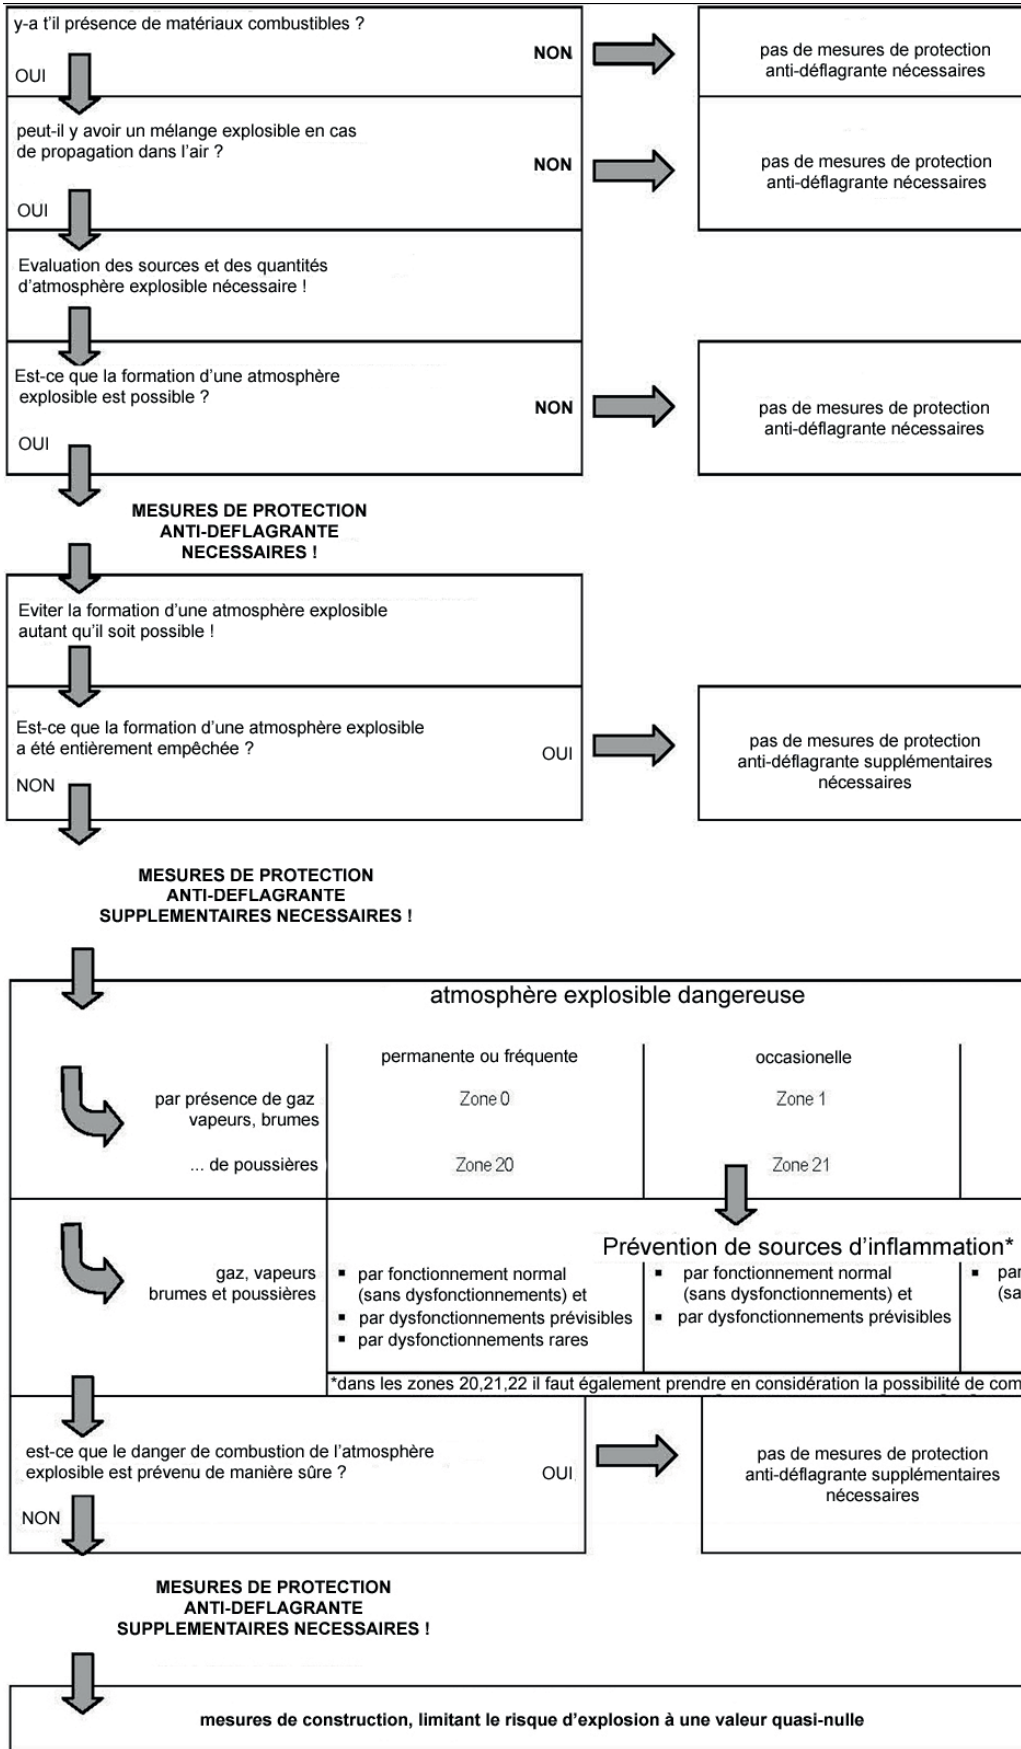 y-a t'il présence de matériaux combustibles ?
NON
pas de mesures de protection
anti-déflagrante nécessaires
OUI
peut-il y avoir un mélange explosible en cas
de propagation dans l'air ?
NON
pas de mesures de protection
anti-déflagrante nécessaires
OUI
Evaluation des sources et des quantités
d'atmosphère explosible nécessaire !
Est-ce que la formation d'une atmosphère
explosible est possible ?
NON
pas de mesures de protection
anti-déflagrante nécessaires
OUI
MESURES DE PROTECTION
ANTI-DEFLAGRANTE
NECESSAIRES !
Eviter la formation d'une atmosphère explosible
autant qu'il soit possible !
Est-ce que la formation d'une atmosphère explosible
a été entièrement empêchée ?
OUI
pas de mesures de protection
anti-déflagrante supplémentaires
nécessaires
NON
MESURES DE PROTECTION
ANTI-DEFLAGRANTE
SUPPLEMENTAIRES NECESSAIRES !
atmosphère explosible dangereuse
permanente ou fréquente
occasionelle
par présence de gaz
vapeurs, brumes
Zone 0
Zone 1
... de poussières
Zone 20
Zone 21
Prévention de sources d'inflammation*
gaz, vapeurs
brumes et poussières
▪ par fonctionnement normal
(sans dysfonctionnements) et
▪ par dysfonctionnements prévisibles
▪ par dysfonctionnements rares
▪ par fonctionnement normal
(sans dysfonctionnements) et
▪ par dysfonctionnements prévisibles
▪ par
(sa
*dans les zones 20,21,22 il faut également prendre en considération la possibilité de com
est-ce que le danger de combustion de l'atmosphère
explosible est prévenu de manière sûre ?
OUI
pas de mesures de protection
anti-déflagrante supplémentaires
nécessaires
NON
MESURES DE PROTECTION
ANTI-DEFLAGRANTE
SUPPLEMENTAIRES NECESSAIRES !
mesures de construction, limitant le risque d'explosion à une valeur quasi-nulle